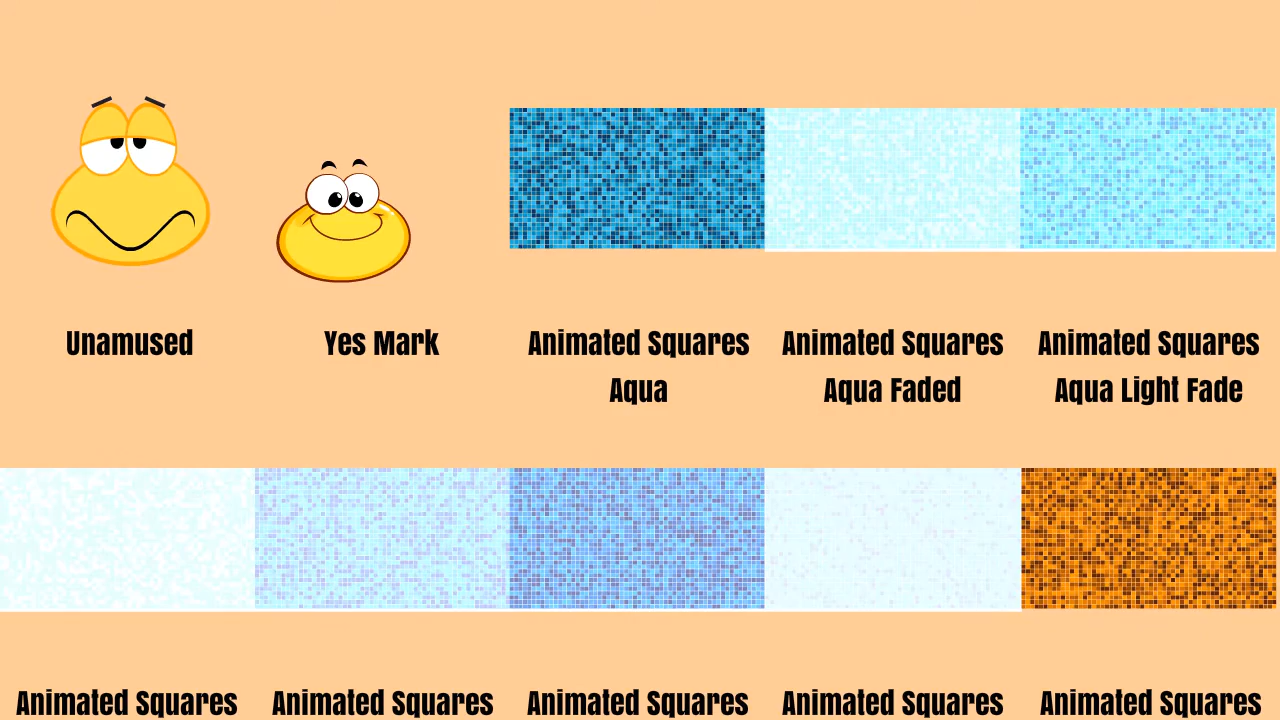 Unamused
Yes Mark
Animated Squares
Aqua
Animated Squares
Aqua Faded
Animated Squares
Aqua Light Fade
Animated Squares
Animated Squares
Animated Squares
Animated Squares
Animated Squares